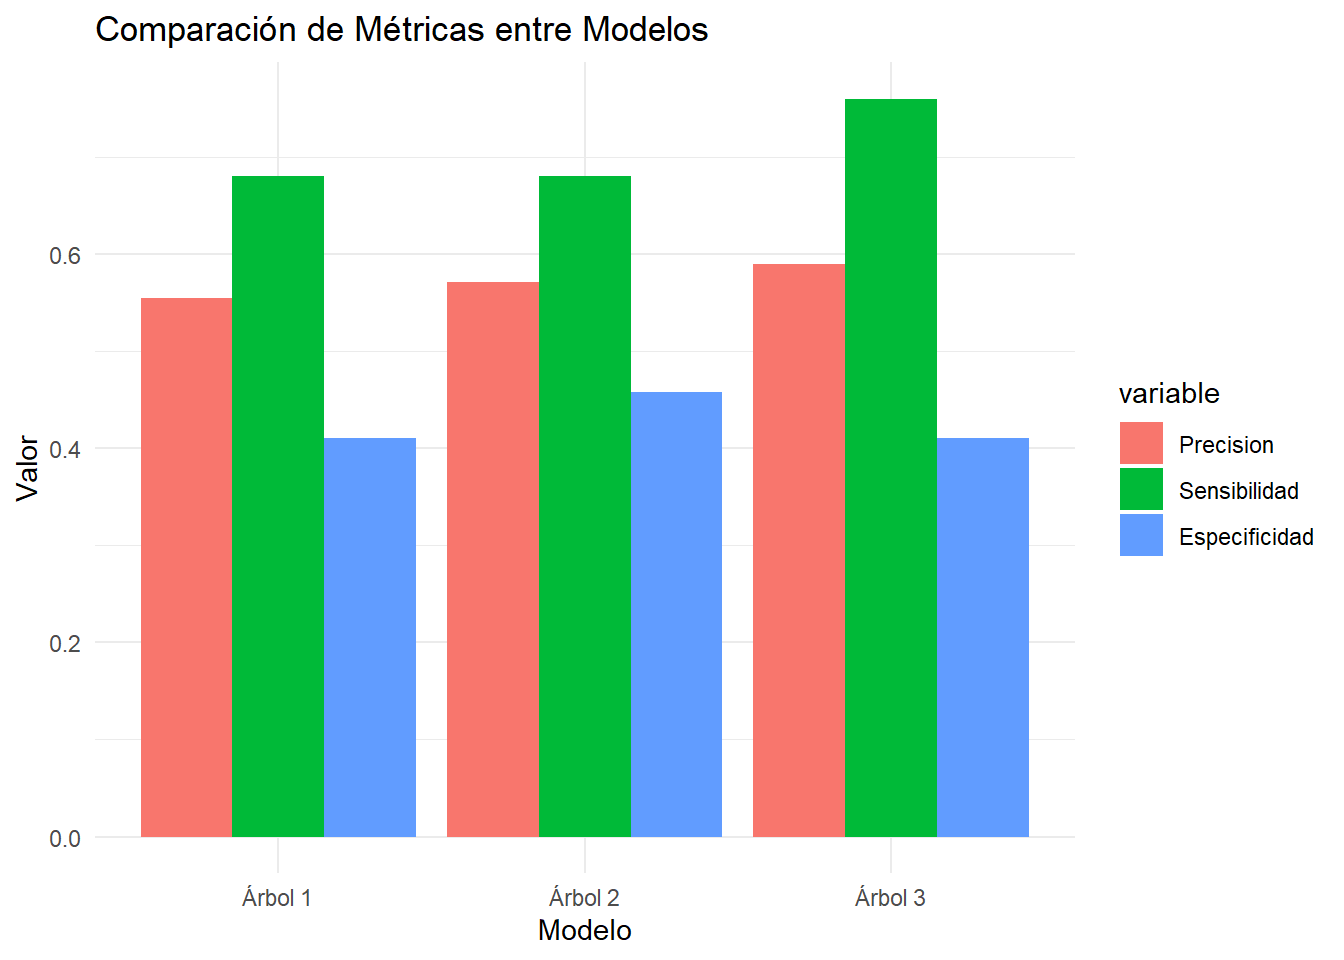 Comparación de Métricas entre Modelos
Valor
0.6
0.4
0.2
0.0
Árbol 1
Árbol 2
Árbol 3
Modelo
variable
Precision
Sensibilidad
Especificidad